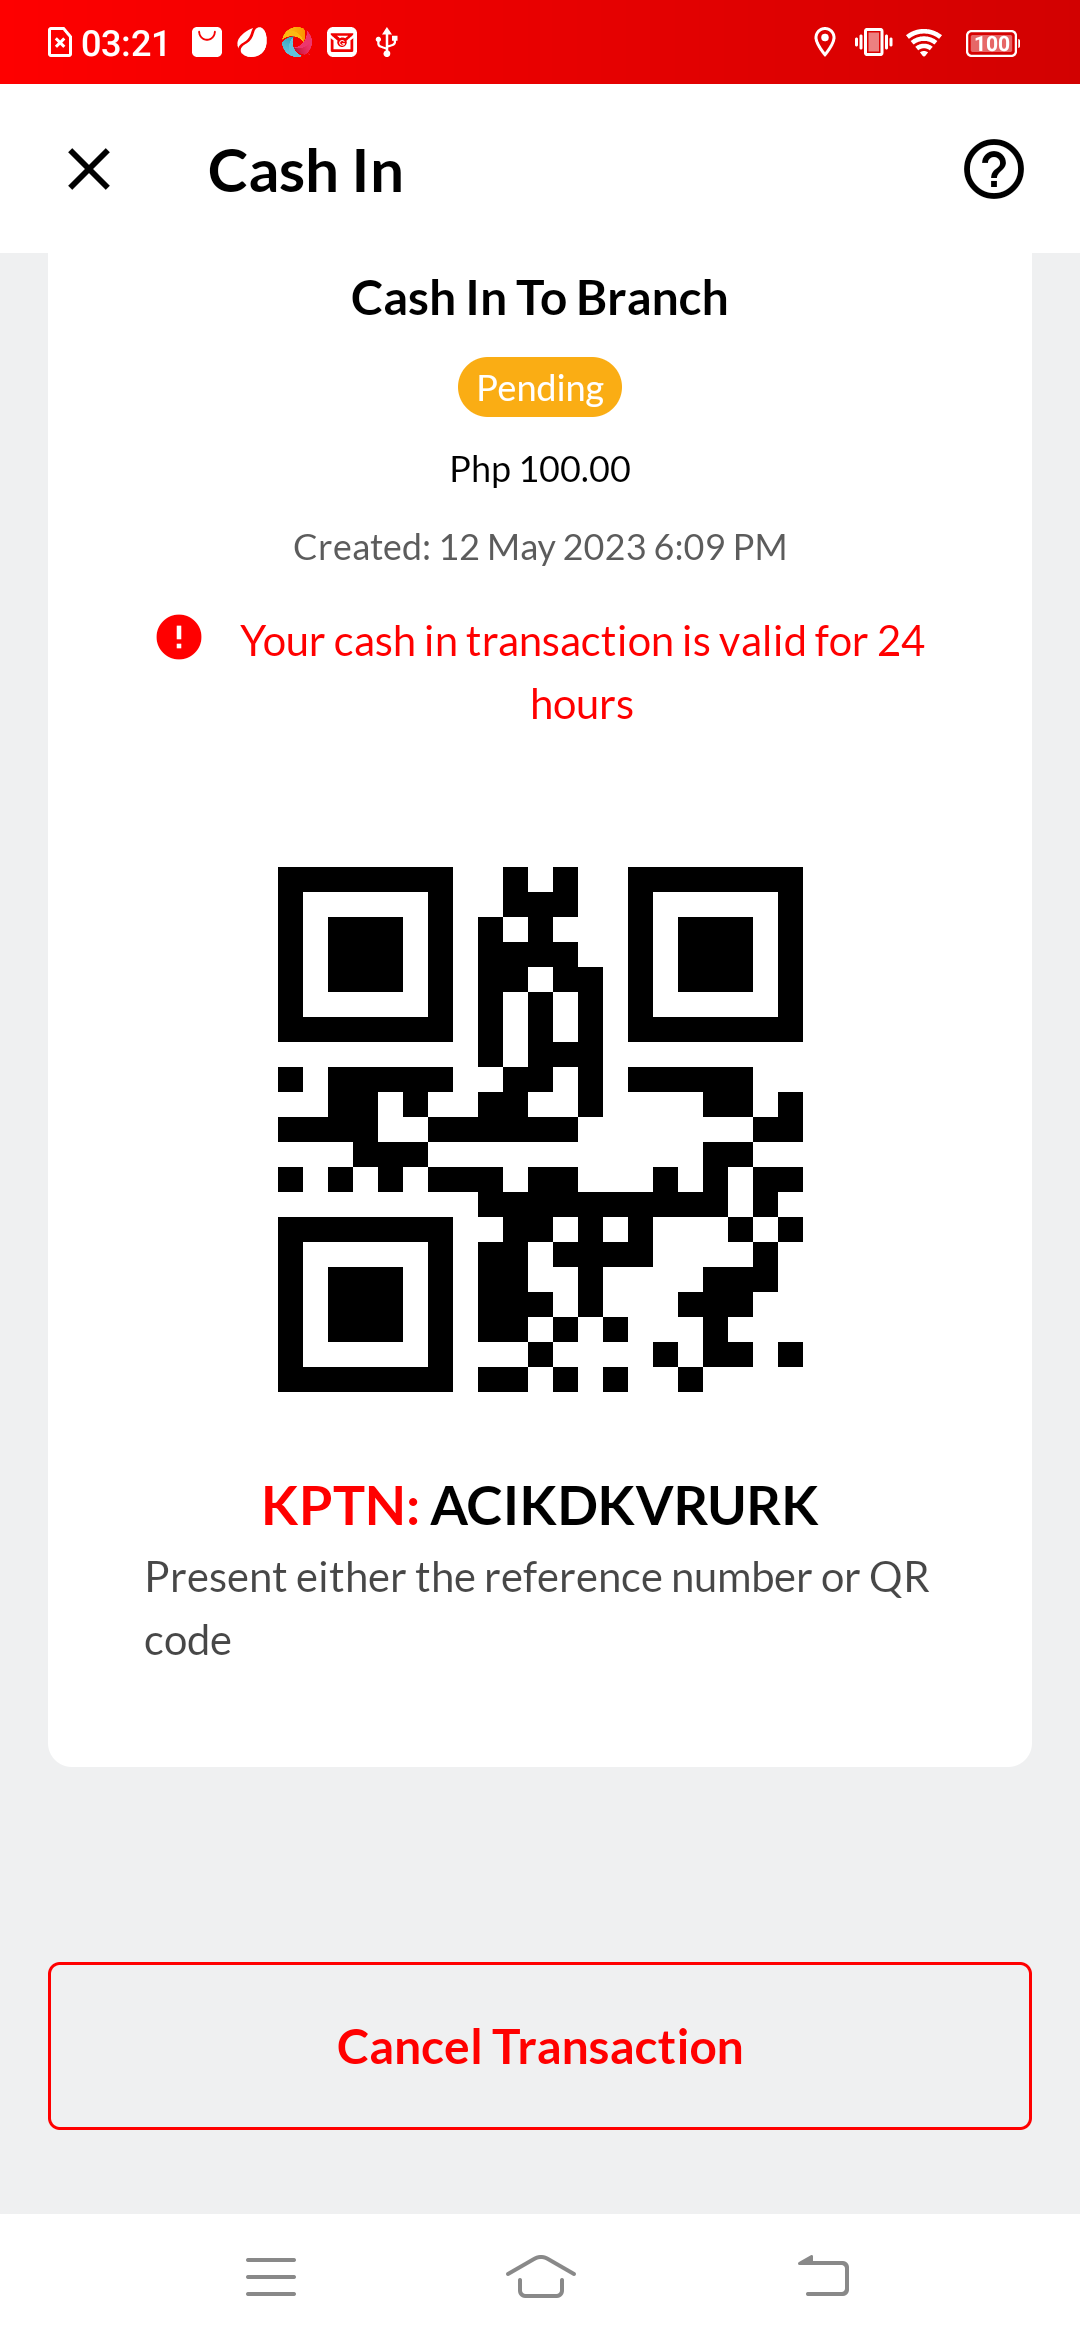 03:21
100
Cash In
Cash In To Branch
Pending
Php 100.00
Created: 12 May 2023 6:09 PM
Your cash in transaction is valid for 24
hours
KPTN: ACIKDKVRURK
Present either the reference number or QR
code
Cancel Transaction